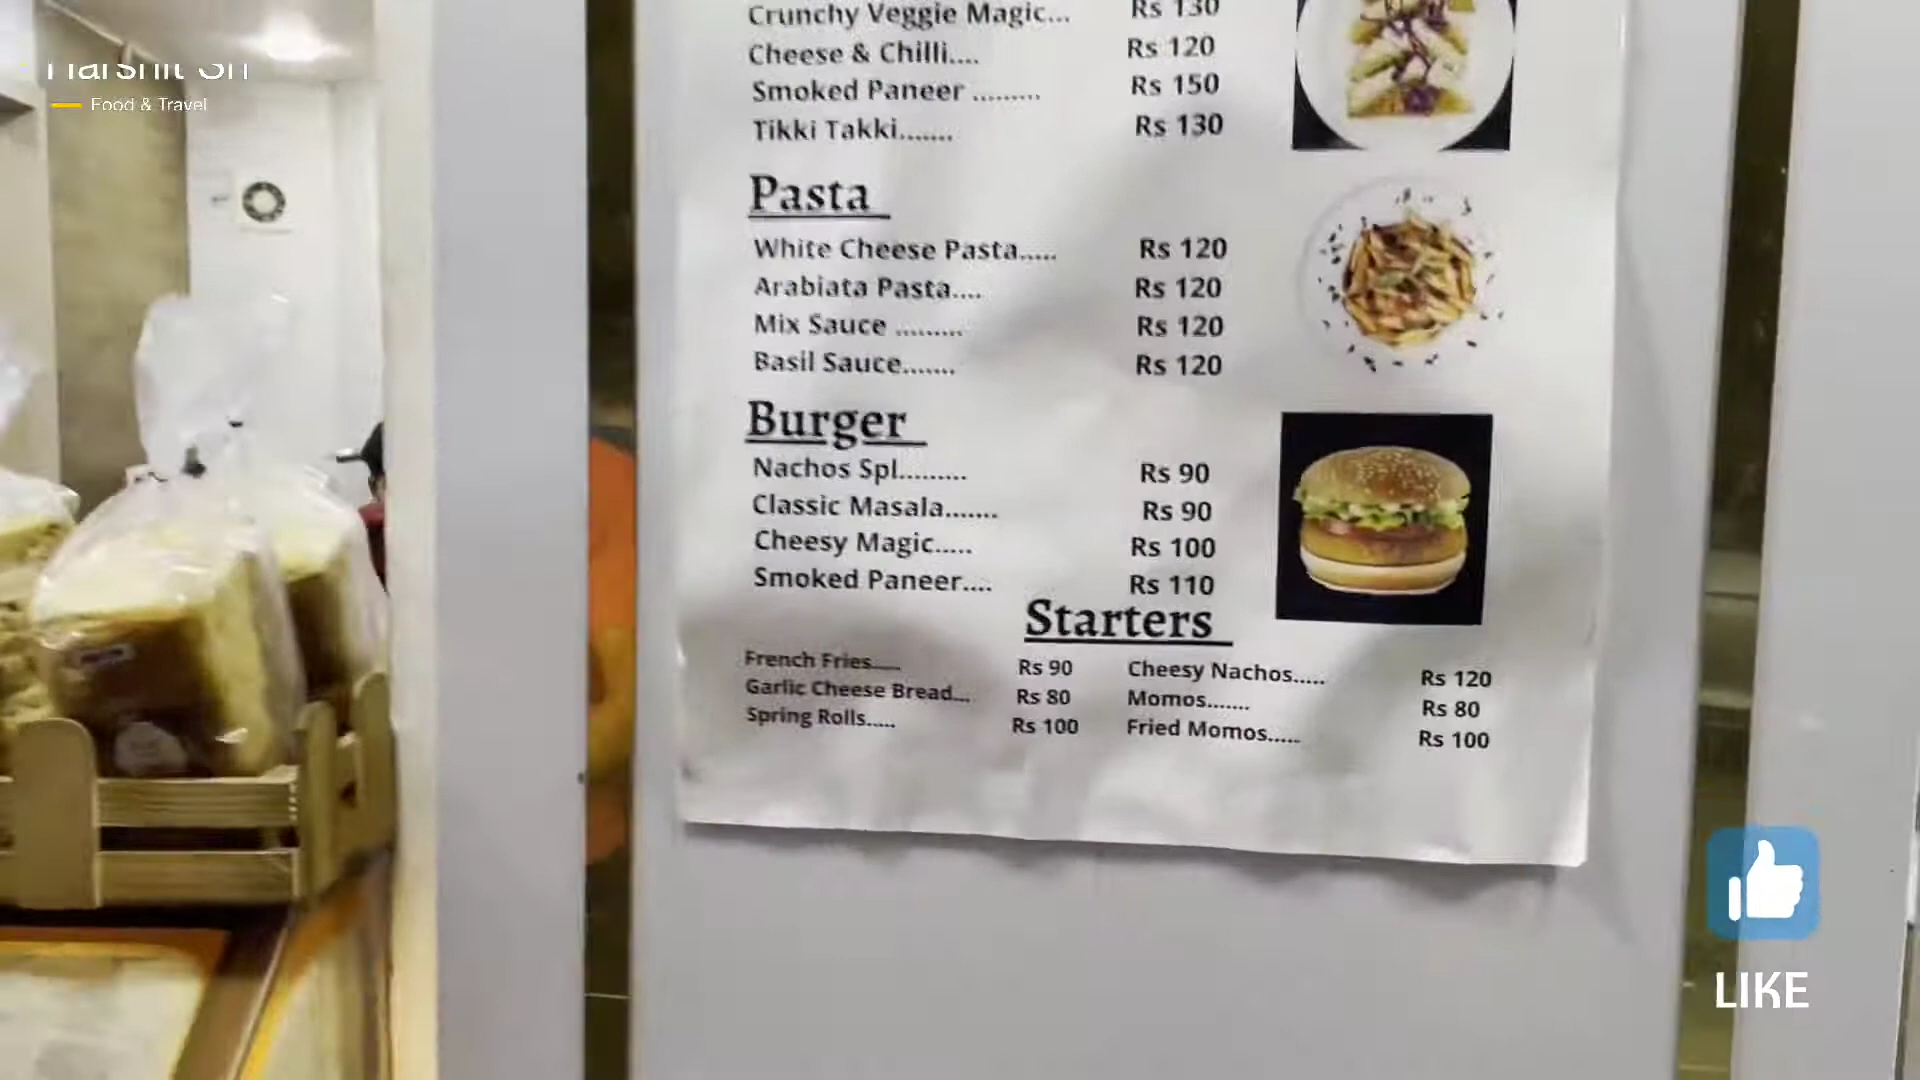 Food & Travel
Crunchy Veggie Magic... Rs 130
Cheese & Chilli.... Rs 120
Smoked Paneer ......... Rs 150
Tikki Takki....... Rs 130
Pasta
White Cheese Pasta..... Rs 120
Arabiata Pasta.... Rs 120
Mix Sauce ......... Rs 120
Basil Sauce....... Rs 120
Burger
Nachos Spl......... Rs 90
Classic Masala....... Rs 90
Cheesy Magic..... Rs 100
Smoked Paneer.... Rs 110
Starters
French Fries..... Rs 90 Cheesy Nachos..... Rs 120
Garlic Cheese Bread... Rs 80 Momos....... Rs 80
Spring Rolls..... Rs 100 Fried Momos..... Rs 100
LIKE